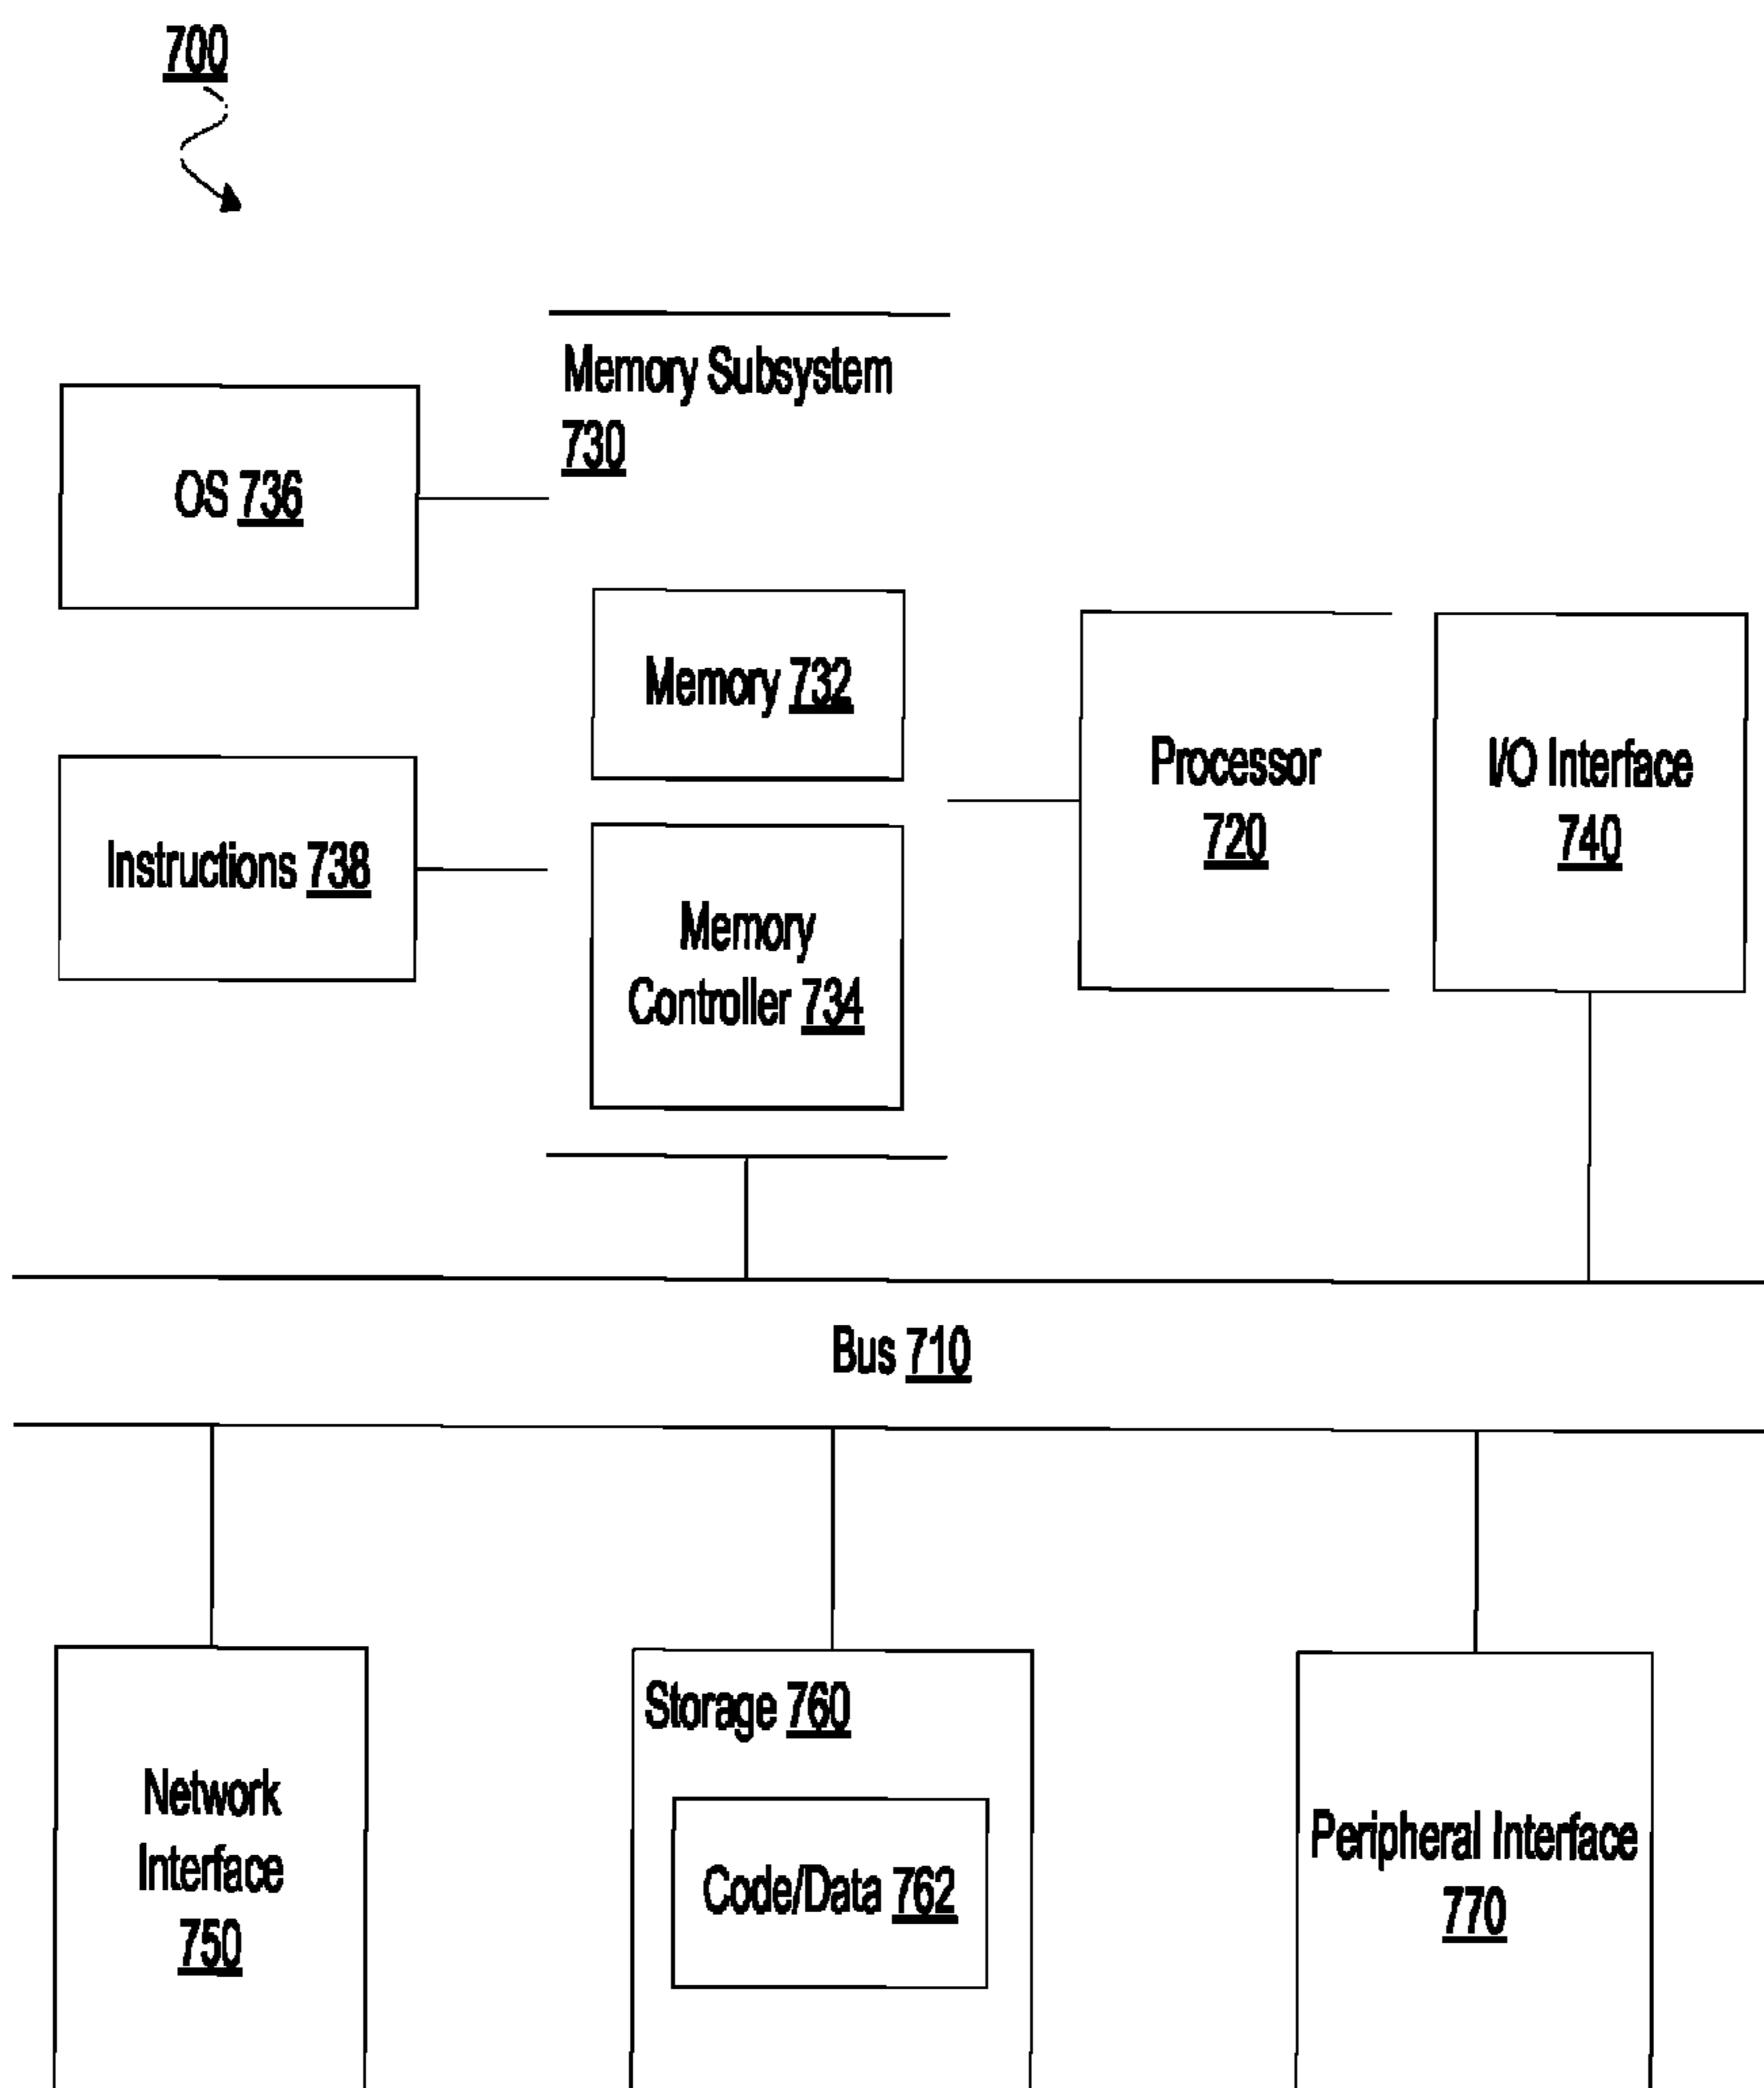 700
Memory Subsystem
730
OS 736
Memory 732
Processor
720
I/O Interface
740
Instructions 738
Memory
Controller 734
Bus 710
Network
Interface
750
Storage 760
Code/Data 762
Peripheral Interface
770